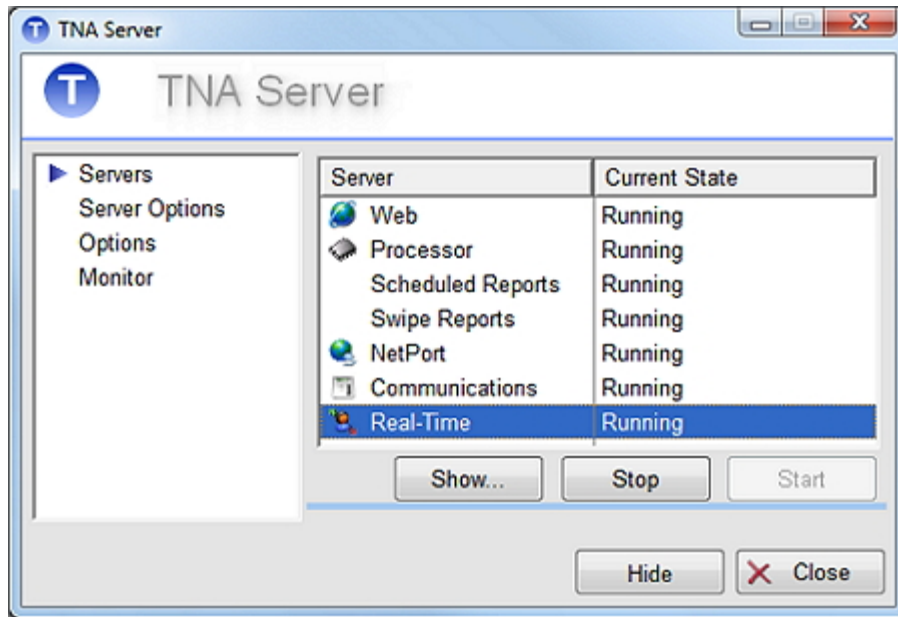 TNA Server
T TNA Server
Servers
Server Options
Options
Monitor
Server Current State
Web Running
Processor Running
Scheduled Reports Running
Swipe Reports Running
NetPort Running
Communications Running
Real-Time Running
Show... Stop Start
Hide Close